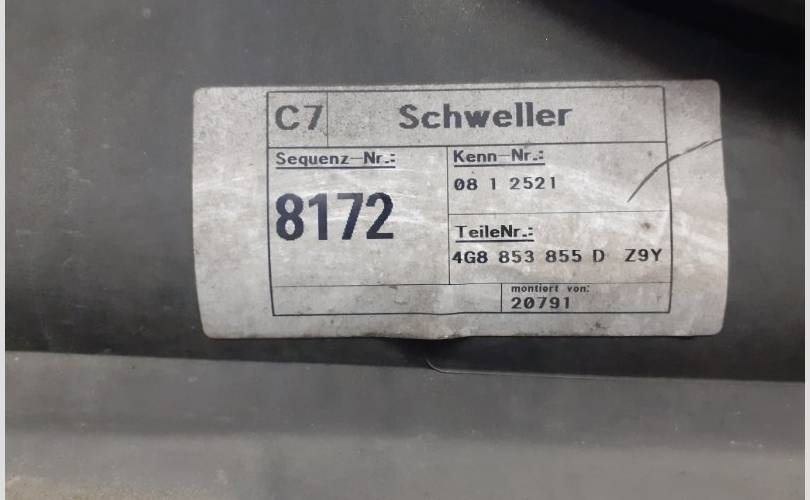 C7 Schweller
Sequenz-Nr.:
8172
Kenn-Nr.:
08 1 2521
TeileNr.:
4G8 853 855 D Z9Y
montiert von:
20791